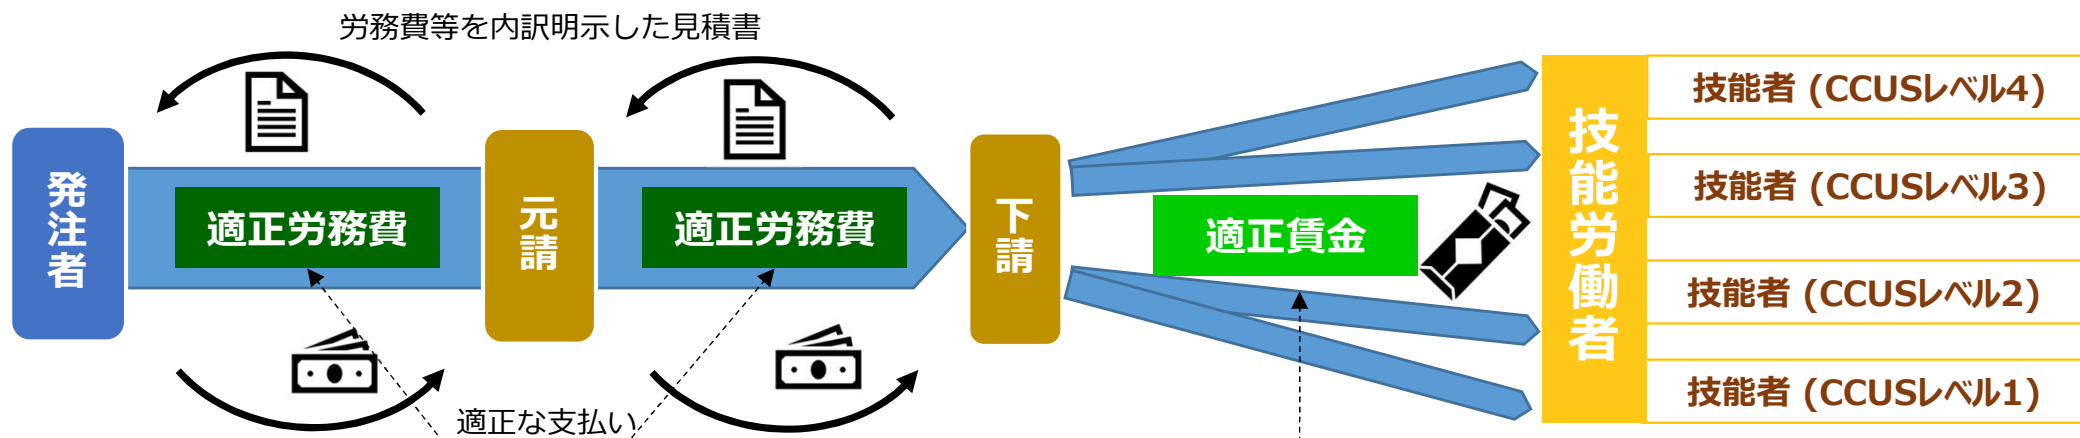 労務費等を内訳明示した見積書
発注者
適正労務費
元請
適正労務費
下請
適正賃金
技能労働者
技能者 (CCUSレベル4)
技能者 (CCUSレベル3)
技能者 (CCUSレベル2)
技能者 (CCUSレベル1)
適正な支払い